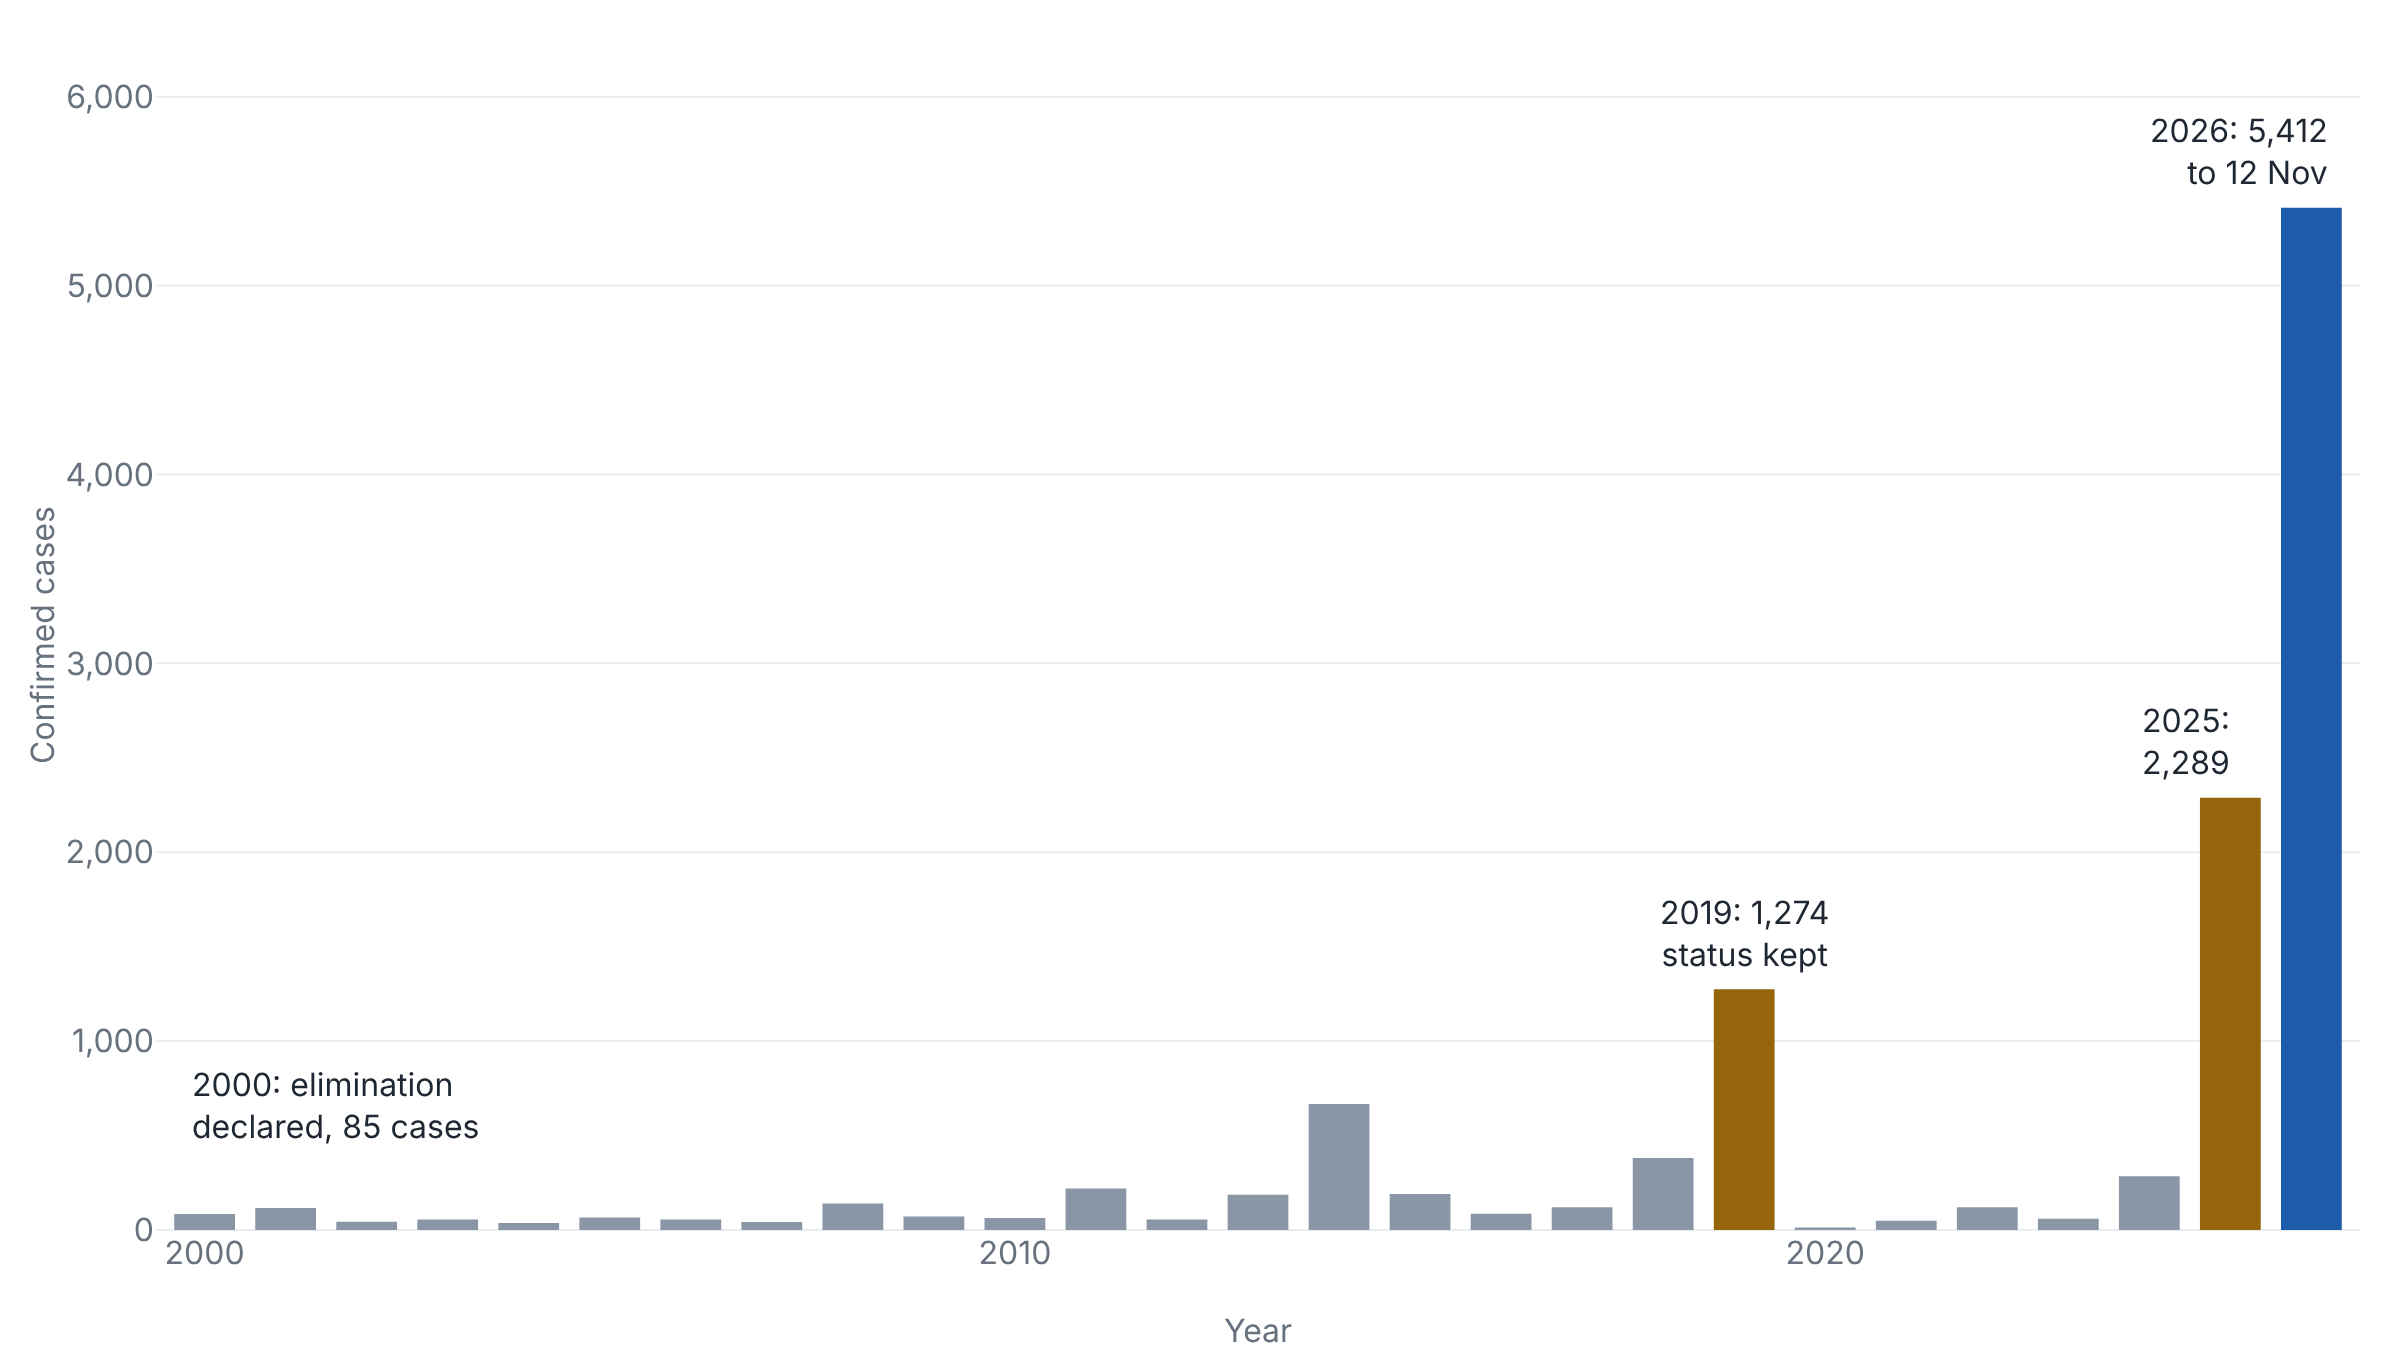 6,000
2026: 5,412
to 12 Nov
5,000
4,000
Confirmed cases
3,000
2025:
2,289
2,000
2019: 1,274
status kept
1,000
2000: elimination
declared, 85 cases
0
2000
2010
2020
Year